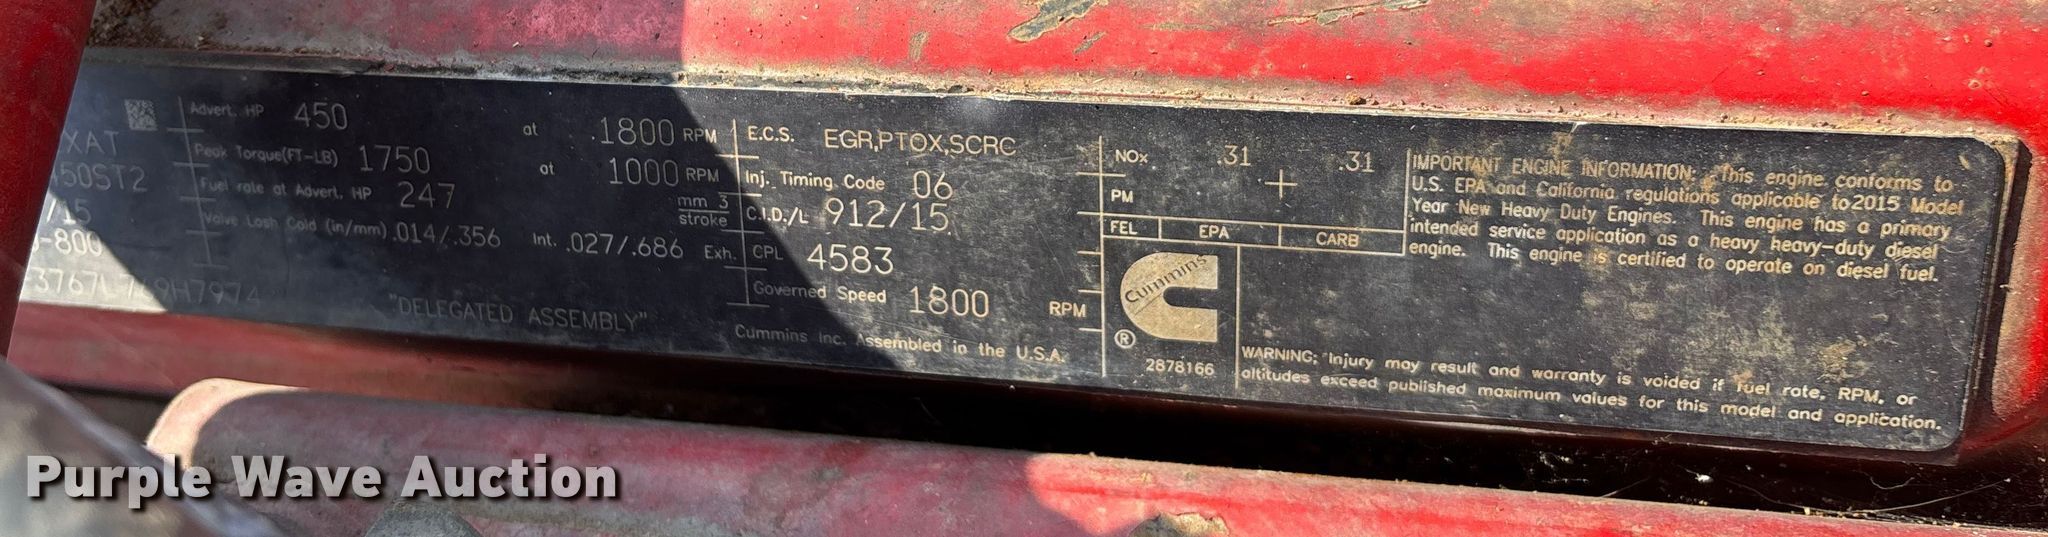 XAT
450ST2
/15
-800
Advert. HP 450 at 1800 RPM
Peak Torque(FT-LB) 1750 at 1000 RPM
Fuel rate at Advert. HP 247 mm 3 stroke
Valve Lash Cold (in/mm) .014/.356 Int. .027/.686 Exh.
"DELEGATED ASSEMBLY"
E.C.S. EGR,PTOX,SCRC
Inj. Timing Code 06
C.I.D./L 912/15
CPL 4583
Governed Speed 1800 RPM
Cummins Inc. Assembled in the U.S.A.
NOx .31 .31
PM
FEL EPA CARB
Cummins
®
2878166
IMPORTANT ENGINE INFORMATION: This engine conforms to
U.S. EPA and California regulations applicable to 2015 Model
Year New Heavy Duty Engines. This engine has a primary
intended service application as a heavy heavy-duty diesel
engine. This engine is certified to operate on diesel fuel.
WARNING: Injury may result and warranty is voided if fuel rate, RPM, or
altitudes exceed published maximum values for this model and application.
Purple Wave Auction